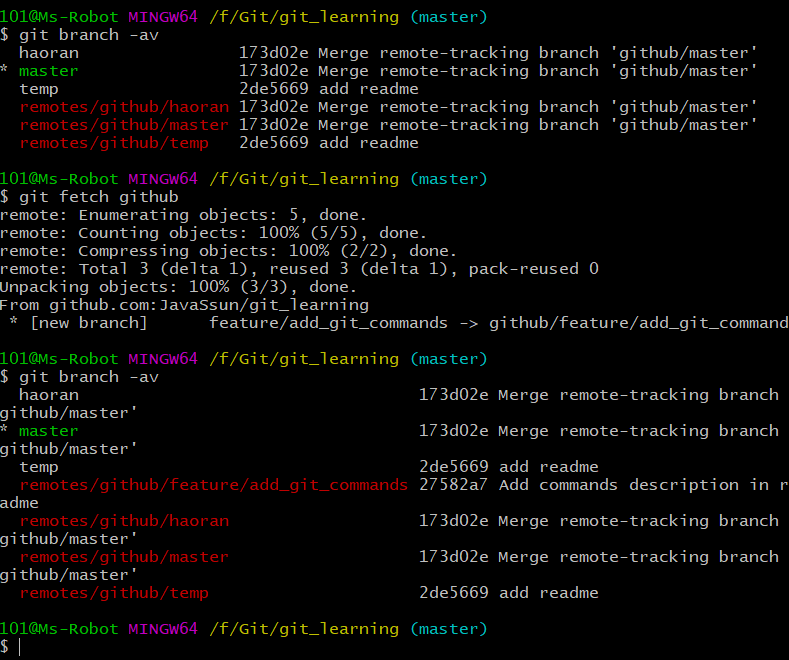 101@Ms-Robot MINGW64 /f/Git/git_learning (master)
$ git branch -av
  haoran                173d02e Merge remote-tracking branch 'github/master'
* master                173d02e Merge remote-tracking branch 'github/master'
  temp                  2de5669 add readme
  remotes/github/haoran 173d02e Merge remote-tracking branch 'github/master'
  remotes/github/master 173d02e Merge remote-tracking branch 'github/master'
  remotes/github/temp   2de5669 add readme
101@Ms-Robot MINGW64 /f/Git/git_learning (master)
$ git fetch github
remote: Enumerating objects: 5, done.
remote: Counting objects: 100% (5/5), done.
remote: Compressing objects: 100% (2/2), done.
remote: Total 3 (delta 1), reused 3 (delta 1), pack-reused 0
Unpacking objects: 100% (3/3), done.
From github.com:JavaSsun/git_learning
 * [new branch]      feature/add_git_commands -> github/feature/add_git_command
101@Ms-Robot MINGW64 /f/Git/git_learning (master)
$ git branch -av
  haoran                                  173d02e Merge remote-tracking branch
github/master'
* master                                  173d02e Merge remote-tracking branch
github/master'
  temp                                    2de5669 add readme
  remotes/github/feature/add_git_commands 27582a7 Add commands description in r
adme
  remotes/github/haoran                   173d02e Merge remote-tracking branch
github/master'
  remotes/github/master                   173d02e Merge remote-tracking branch
github/master'
  remotes/github/temp                     2de5669 add readme
101@Ms-Robot MINGW64 /f/Git/git_learning (master)
$